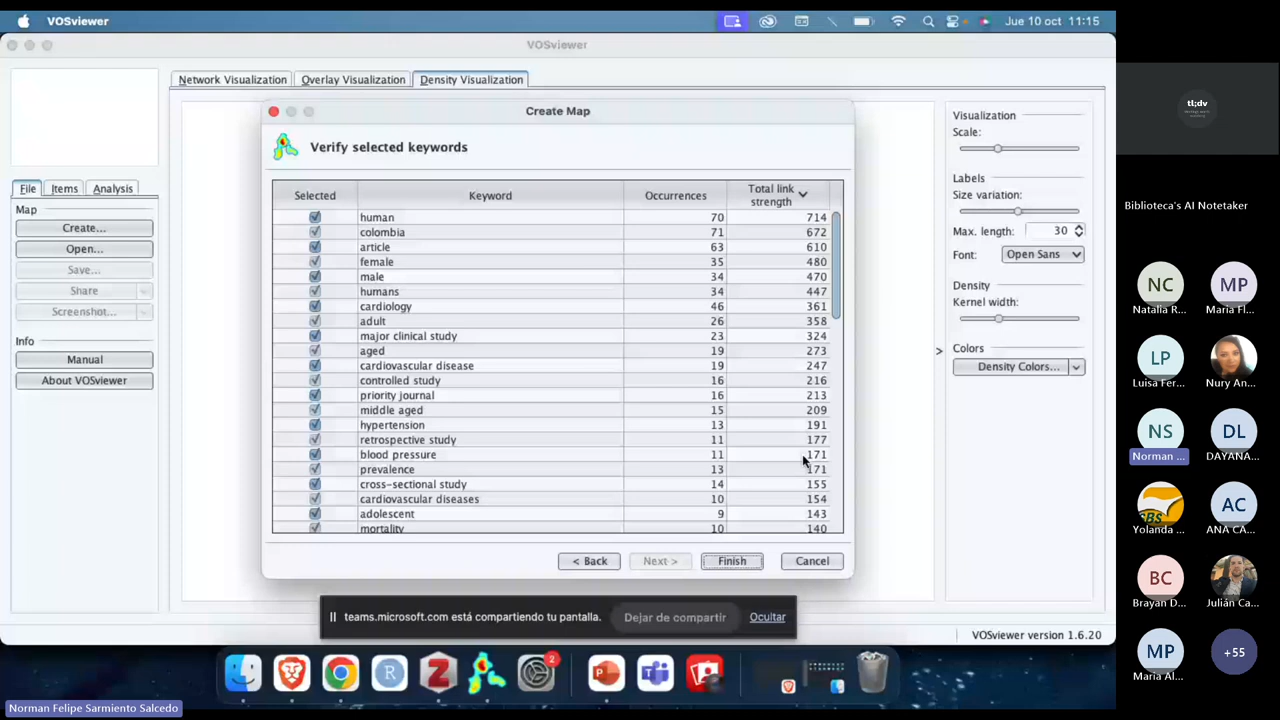 VOSviewer
Jue 10 oct 11:15
VOSviewer
Network Visualization Overlay Visualization Density Visualization
File Items Analysis
Map
Create...
Open...
Save...
Share
Screenshot...
Info
Manual
About VOSviewer
Create Map
Verify selected keywords
Selected Keyword Occurrences Total link strength
human 70 714
colombia 71 672
article 63 610
female 35 480
male 34 470
humans 34 447
cardiology 46 361
adult 26 358
major clinical study 23 324
aged 19 273
cardiovascular disease 19 247
controlled study 16 216
priority journal 16 213
middle aged 15 209
hypertension 13 191
retrospective study 11 177
blood pressure 11 171
prevalence 13 171
cross-sectional study 14 155
cardiovascular diseases 10 154
adolescent 9 143
mortality 10 140
< Back Next > Finish Cancel
Visualization
Scale:
Labels
Size variation:
Max. length: 30
Font: Open Sans
Density
Kernel width:
>
Colors
Density Colors...
teams.microsoft.com está compartiendo tu pantalla. Dejar de compartir Ocultar
VOSviewer version 1.6.20
R
Z
2
P
Norman Felipe Sarmiento Salcedo
tl;dv
Biblioteca's AI Notetaker
NC MP
Natalia R... Maria Fl...
LP
Luisa Fer... Nury An...
NS DL
Norman ... DAYANA...
SBS AC
Yolanda ... ANA CA...
BC
Brayan D... Julián Ca...
MP +55
Maria Al...